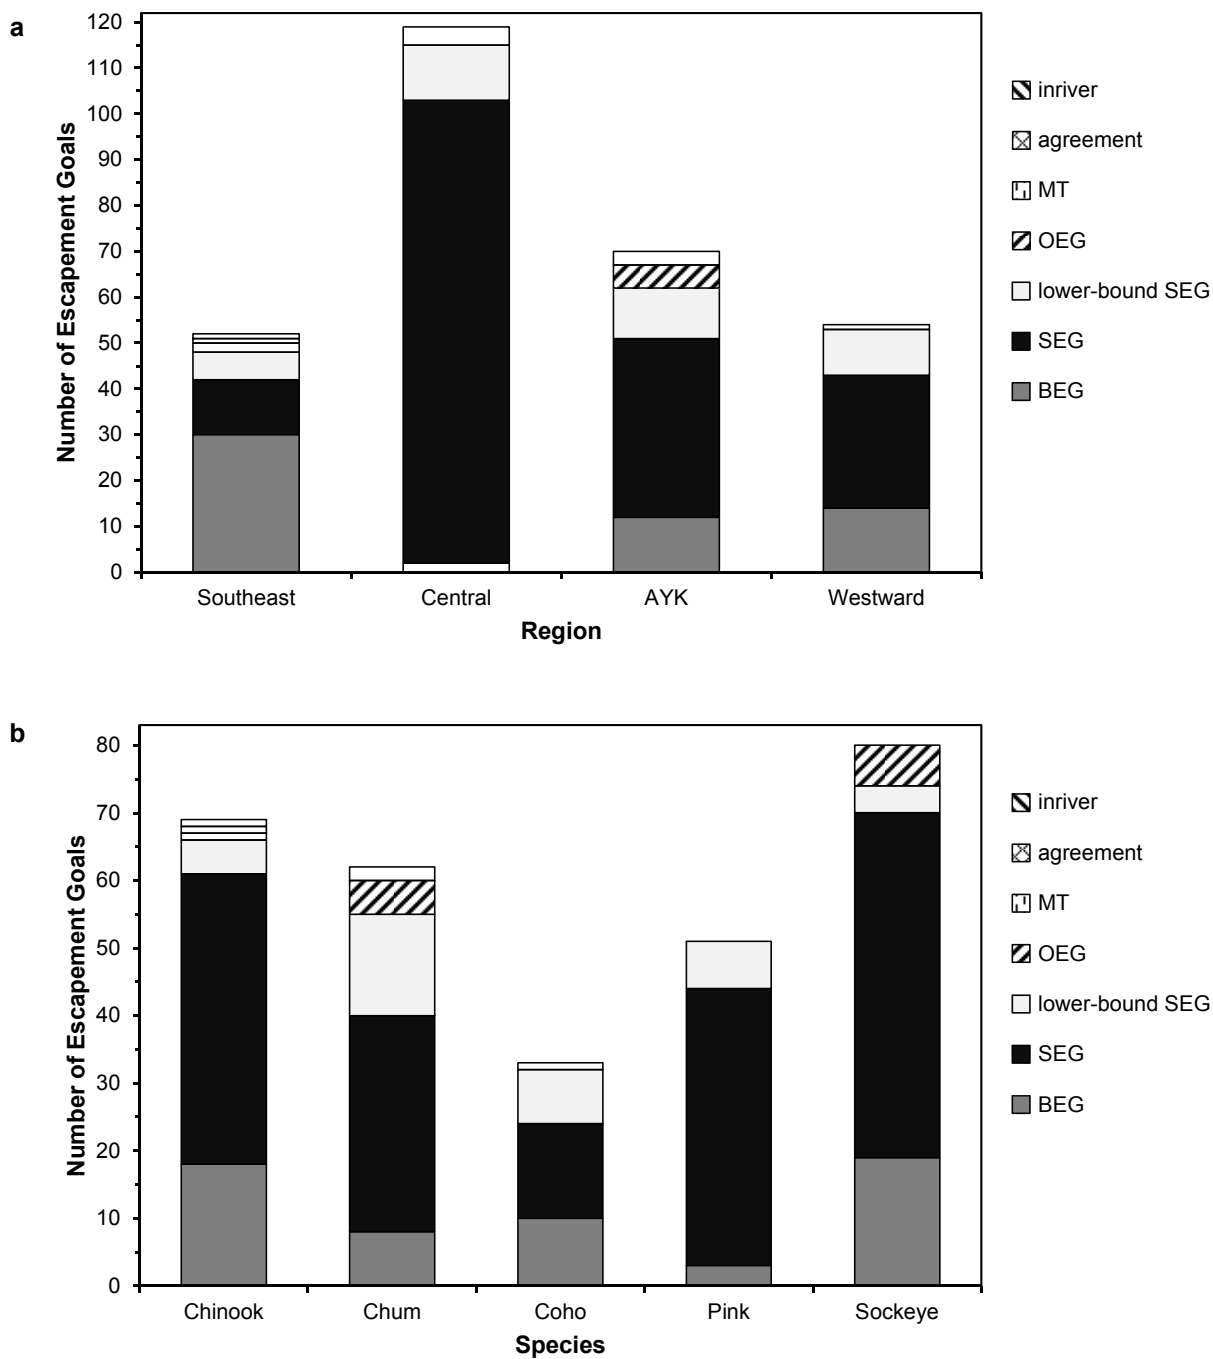 a
Number of Escapement Goals
120
110
100
90
80
70
60
50
40
30
20
10
0
Southeast Central AYK Westward
Region
inriver
agreement
MT
OEG
lower-bound SEG
SEG
BEG
b
Number of Escapement Goals
80
70
60
50
40
30
20
10
0
Chinook Chum Coho Pink Sockeye
Species
inriver
agreement
MT
OEG
lower-bound SEG
SEG
BEG